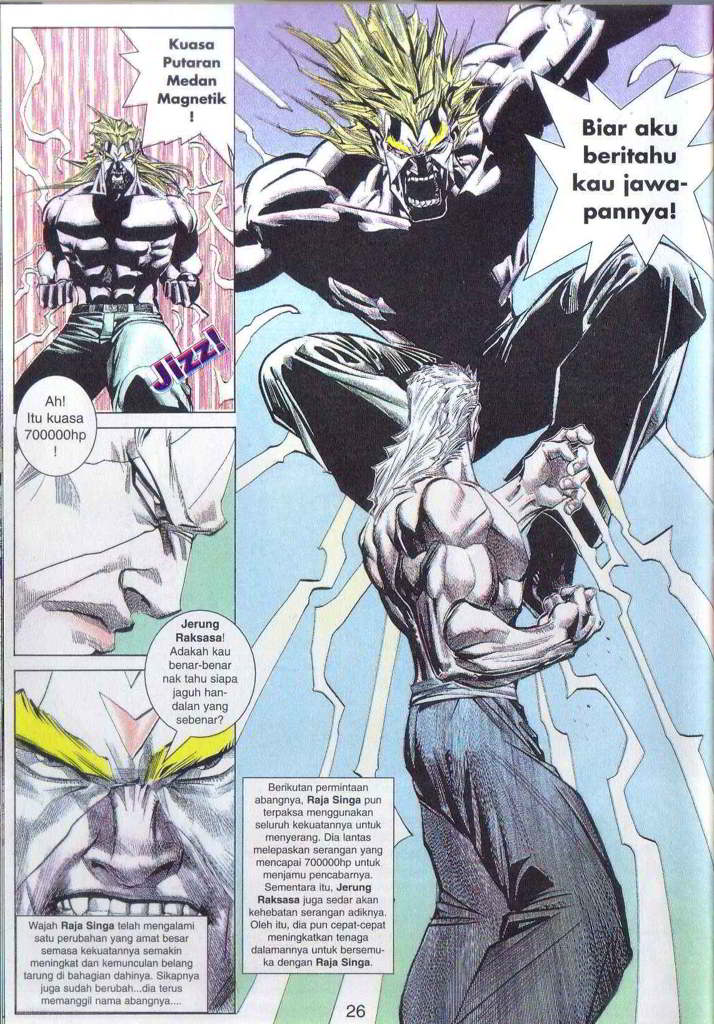 Kuasa
Putaran
Medan
Magnetik
!
Jizz!
Ah!
Itu kuasa
700000hp
!
Jerung
Raksasa!
Adakah kau
benar-benar
nak tahu siapa
jaguh han-
dalan yang
sebenar?
Wajah Raja Singa telah mengalami
satu perubahan yang amat besar
semasa kekuatannya semakin
meningkat dan kemunculan belang
tarung di bahagian dahinya. Sikapnya
juga sudah berubah...dia terus
memanggil nama abangnya....
Biar aku
beritahu
kau jawa-
pannya!
Berikutan permintaan
abangnya, Raja Singa pun
terpaksa menggunakan
seluruh kekuatannya untuk
menyerang. Dia lantas
melepaskan serangan yang
mencapai 700000hp untuk
menjamu pencabarnya.
Sementara itu, Jerung
Raksasa juga sedar akan
kehebatan serangan adiknya.
Oleh itu, dia pun cepat-cepat
meningkatkan tenaga
dalamannya untuk bersemu-
ka dengan Raja Singa.
26